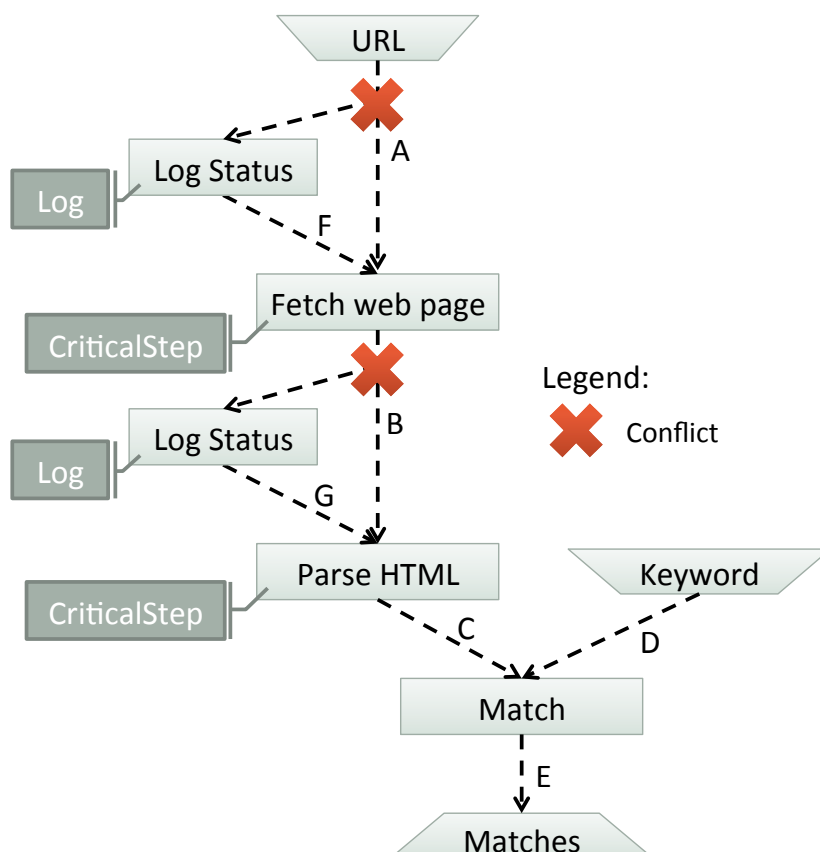 URL
A
Log Status
Log
F
Fetch web page
CriticalStep
Legend:
Conflict
B
Log Status
Log
G
Parse HTML
Keyword
CriticalStep
C
D
Match
E
Matches